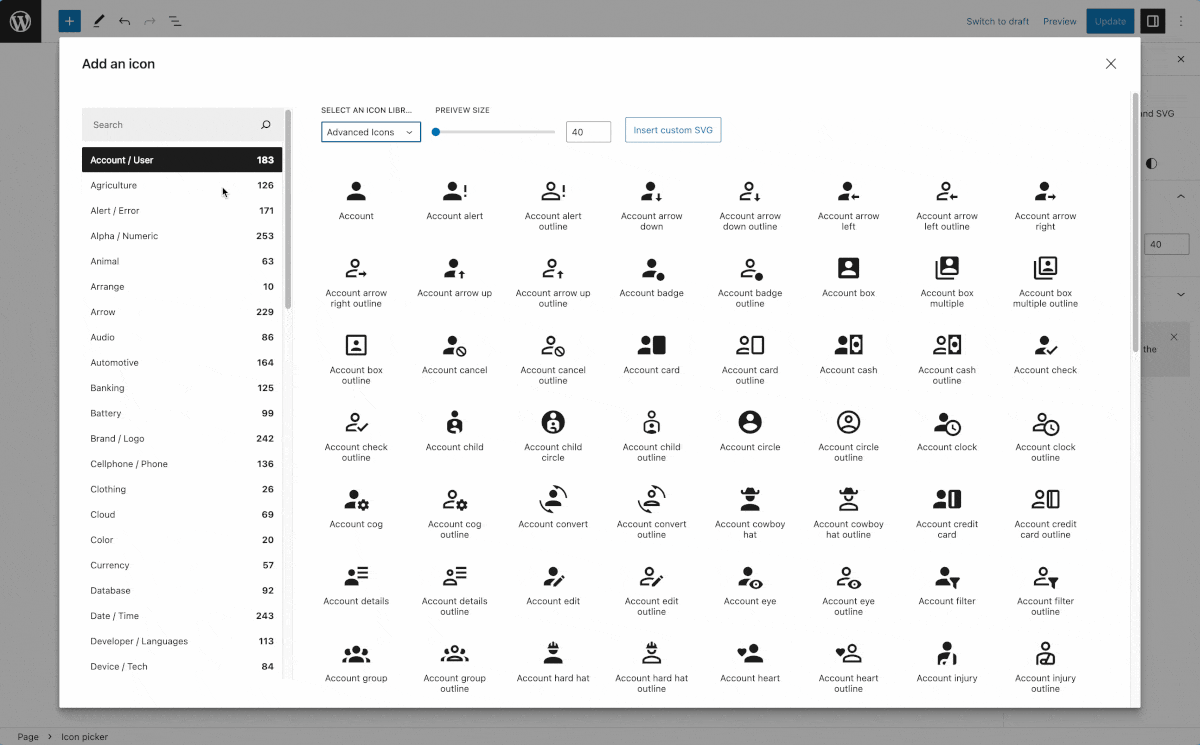 Switch to draft
Preview
Update
Add an icon
and SVG
Search
SELECT AN ICON LIBR...
PREIVEW SIZE
Advanced Icons
40
Insert custom SVG
40
the
Account / User 183
Agriculture 126
Alert / Error 171
Alpha / Numeric 253
Animal 63
Arrange 10
Arrow 229
Audio 86
Automotive 164
Banking 125
Battery 99
Brand / Logo 242
Cellphone / Phone 136
Clothing 26
Cloud 69
Color 20
Currency 57
Database 92
Date / Time 243
Developer / Languages 113
Device / Tech 84
Account
Account alert
Account alert
outline
Account arrow
down
Account arrow
down outline
Account arrow
left
Account arrow
left outline
Account arrow
right
Account arrow
right outline
Account arrow up
Account arrow up
outline
Account badge
Account badge
outline
Account box
Account box
multiple
Account box
multiple outline
Account box
outline
Account cancel
Account cancel
outline
Account card
Account card
outline
Account cash
Account cash
outline
Account check
Account check
outline
Account child
Account child
circle
Account child
outline
Account circle
Account circle
outline
Account clock
Account clock
outline
Account cog
Account cog
outline
Account convert
Account convert
outline
Account cowboy
hat
Account cowboy
hat outline
Account credit
card
Account credit
card outline
Account details
Account details
outline
Account edit
Account edit
outline
Account eye
Account eye
outline
Account filter
Account filter
outline
Account group
Account group
outline
Account hard hat
Account hard hat
outline
Account heart
Account heart
outline
Account injury
Account injury
outline
Page > Icon picker